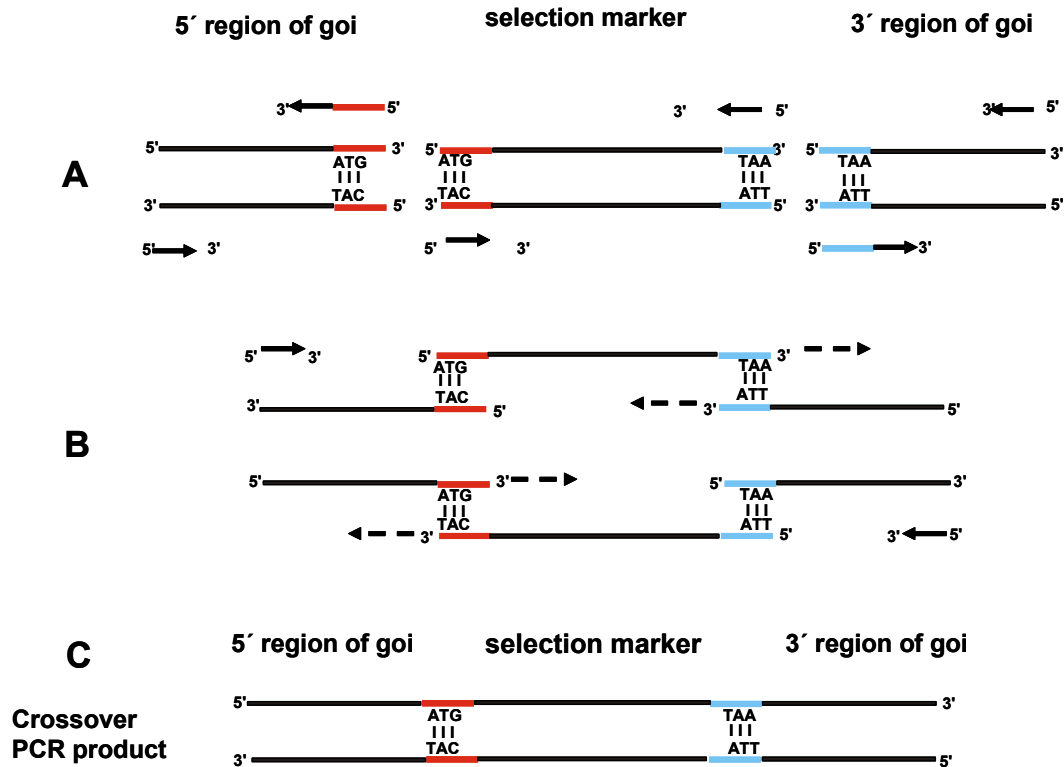 5´ region of goi
selection marker
3´ region of goi
3' 5'
3' 5'
3' 5'
A
5' 3'
5' 3'
5' 3'
ATG
ATG
TAA
TAA
TAC
TAC
ATT
ATT
3' 5'
3' 5'
3' 5'
5' 3'
5' 3'
5' 3'
5' 3'
5' 3'
ATG
TAA
TAC
ATT
3' 5'
3' 5'
B
5' 3'
5' 3'
ATG
TAA
TAC
ATT
3' 5'
3' 5'
C
5´ region of goi
selection marker
3´ region of goi
5' 3'
ATG
TAA
Crossover
PCR product
TAC
ATT
3' 5'